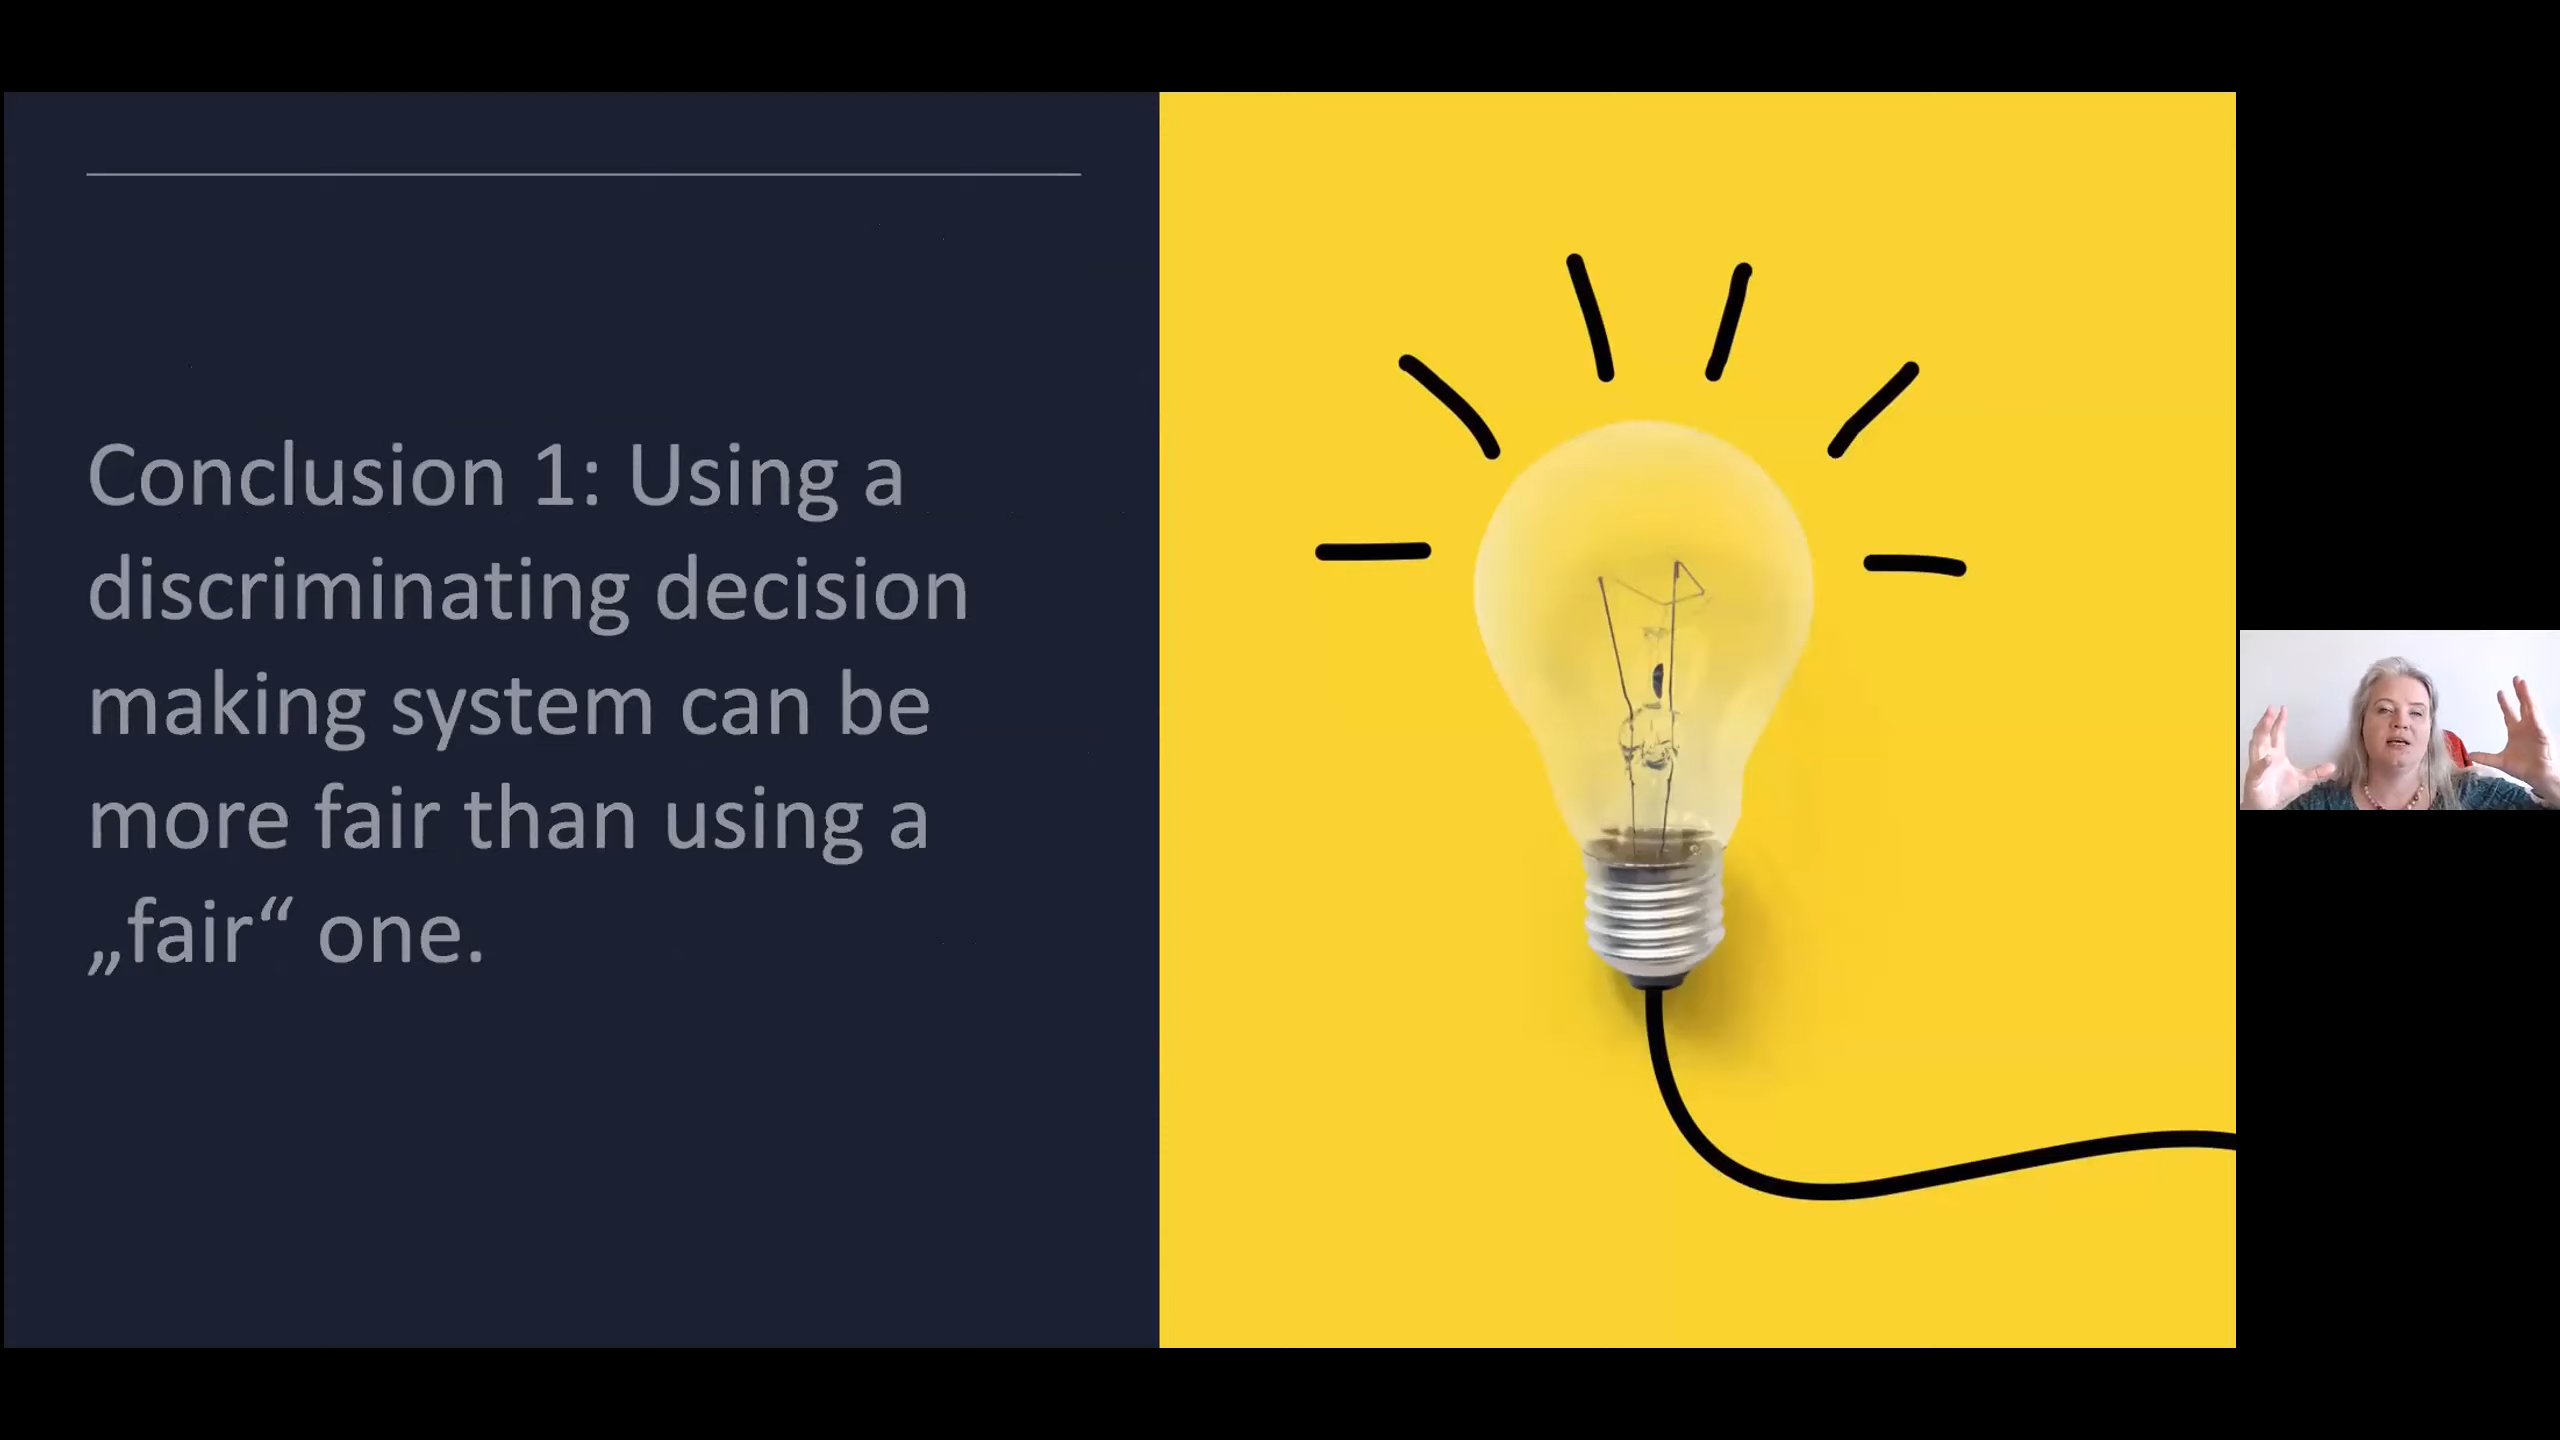 Conclusion 1: Using a
discriminating decision
making system can be
more fair than using a
„fair“ one.